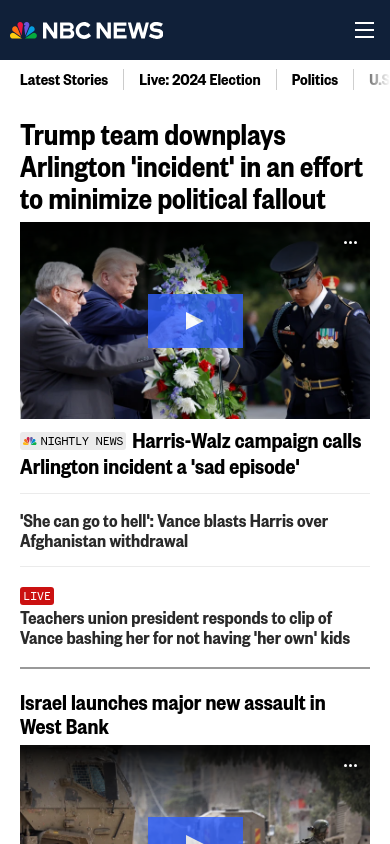 NBC NEWS
Latest Stories
Live: 2024 Election
Politics
U.S
Trump team downplays
Arlington 'incident' in an effort
to minimize political fallout
NIGHTLY NEWS Harris-Walz campaign calls
Arlington incident a 'sad episode'
'She can go to hell': Vance blasts Harris over
Afghanistan withdrawal
LIVE
Teachers union president responds to clip of
Vance bashing her for not having 'her own' kids
Israel launches major new assault in
West Bank